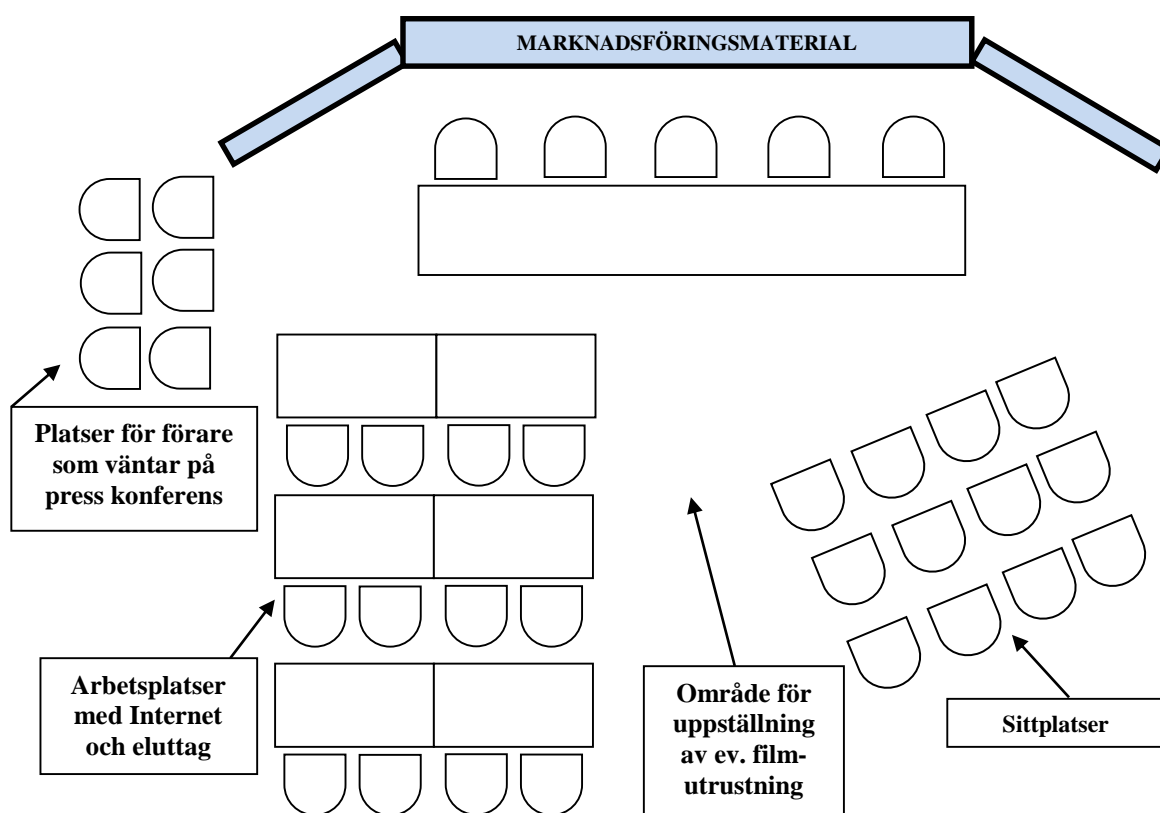 MARKNADSFÖRINGSMATERIAL
Platser för förare
som väntar på
press konferens
Arbetsplatser
med Internet
och eluttag
Område för
uppställning
av ev. film-
utrustning
Sittplatser